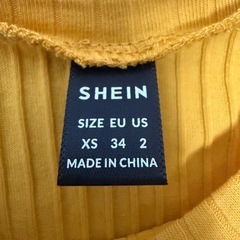 SHEIN
SIZE EU US
XS 34 2
MADE IN CHINA